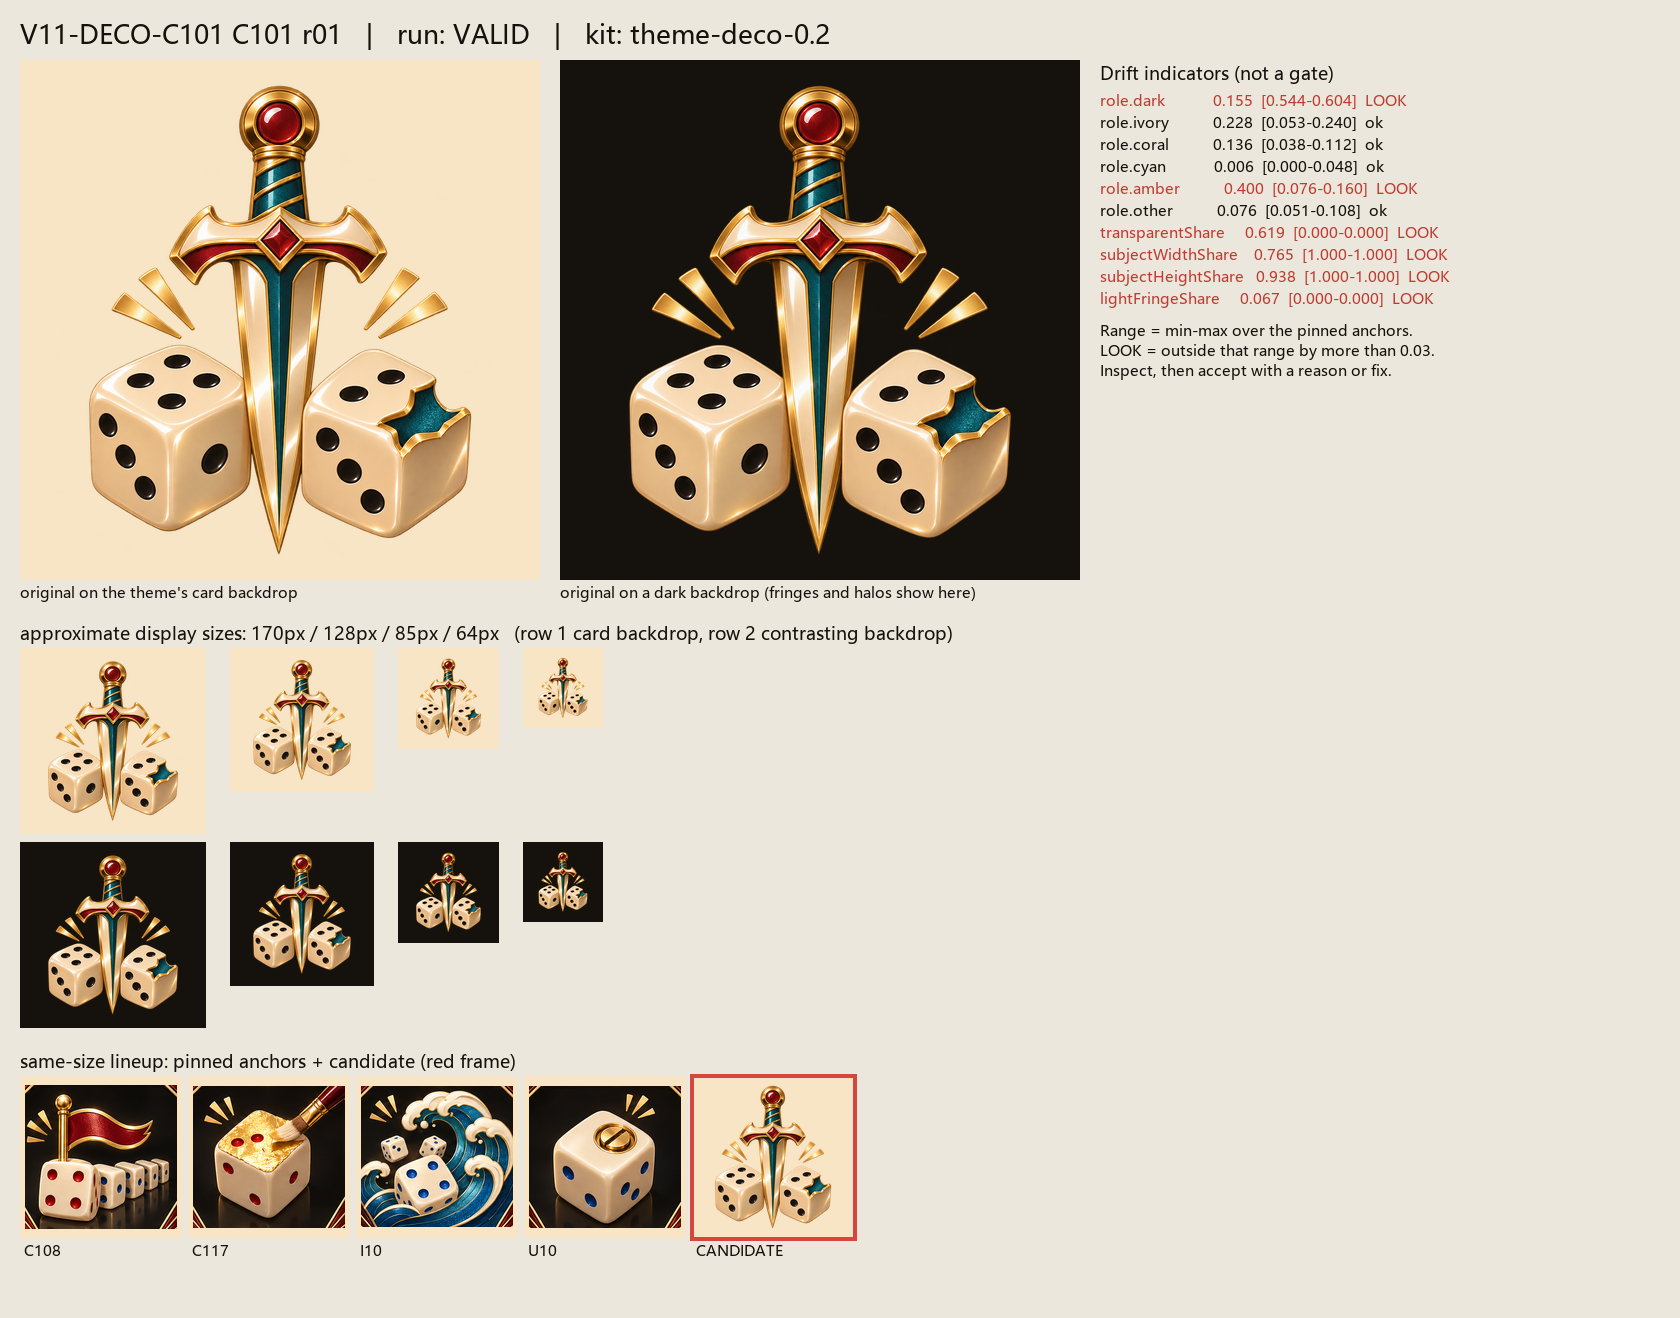 V11-DECO-C101 C101 r01 | run: VALID | kit: theme-deco-0.2
Drift indicators (not a gate)
role.dark 0.155 [0.544-0.604] LOOK
role.ivory 0.228 [0.053-0.240] ok
role.coral 0.136 [0.038-0.112] ok
role.cyan 0.006 [0.000-0.048] ok
role.amber 0.400 [0.076-0.160] LOOK
role.other 0.076 [0.051-0.108] ok
transparentShare 0.619 [0.000-0.000] LOOK
subjectWidthShare 0.765 [1.000-1.000] LOOK
subjectHeightShare 0.938 [1.000-1.000] LOOK
lightFringeShare 0.067 [0.000-0.000] LOOK
Range = min-max over the pinned anchors.
LOOK = outside that range by more than 0.03.
Inspect, then accept with a reason or fix.
original on the theme's card backdrop
original on a dark backdrop (fringes and halos show here)
approximate display sizes: 170px / 128px / 85px / 64px (row 1 card backdrop, row 2 contrasting backdrop)
same-size lineup: pinned anchors + candidate (red frame)
C108
C117
I10
U10
CANDIDATE